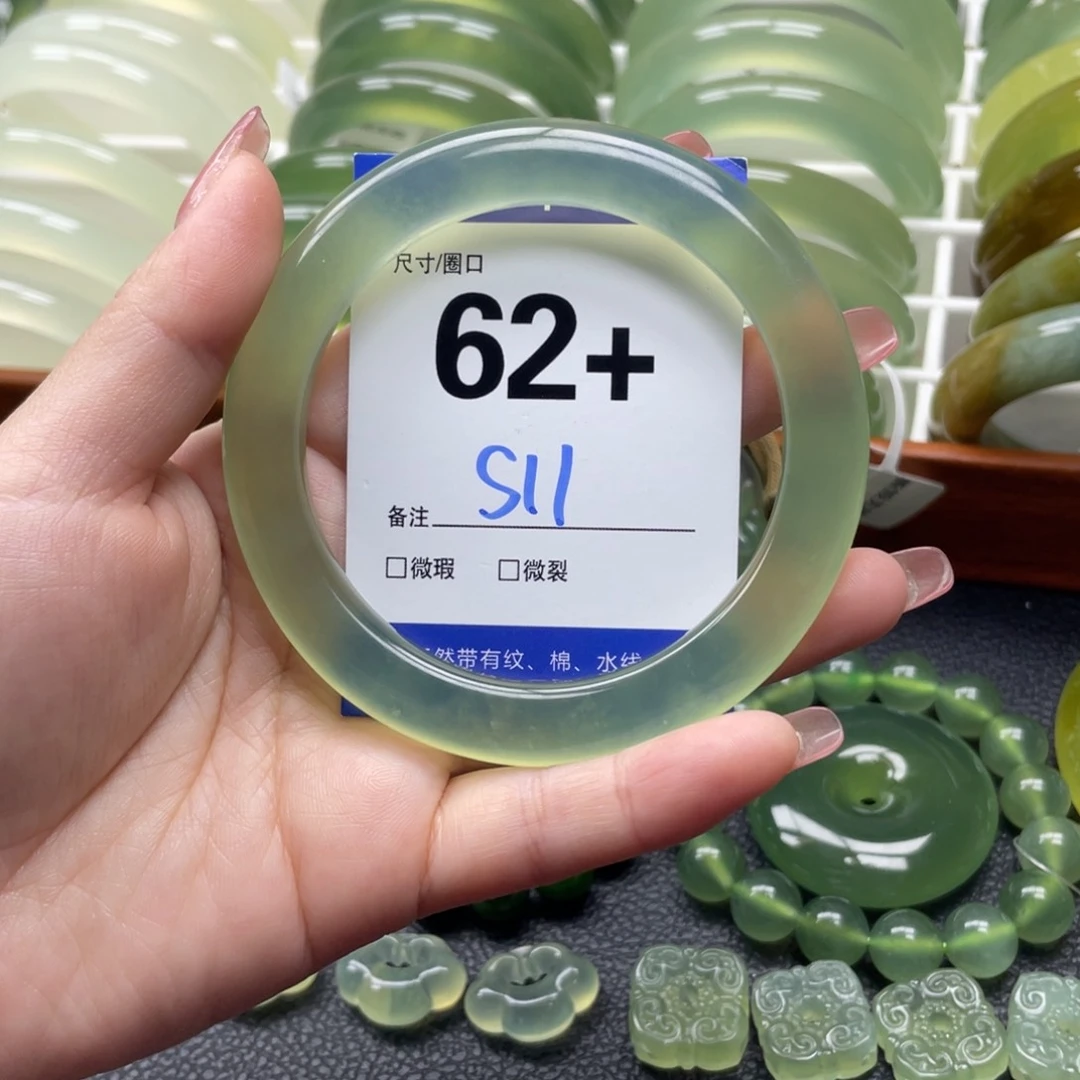 尺寸/圈口
62+
S11
备注
□微瑕 □微裂
然带有纹、棉、水线